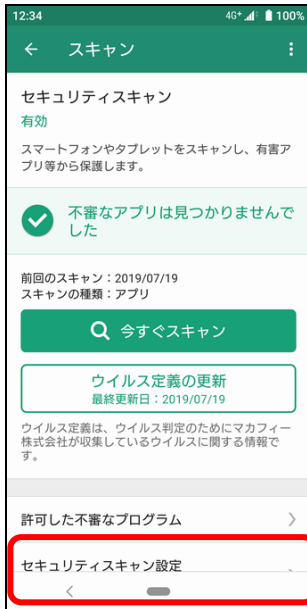 12:34 4G+ 100%
スキャン
セキュリティスキャン
有効
スマートフォンやタブレットをスキャンし、有害ア
プリ等から保護します。
不審なアプリは見つかりませんで
した
前回のスキャン：2019/07/19
スキャンの種類：アプリ
今すぐスキャン
ウイルス定義の更新
最終更新日：2019/07/19
ウイルス定義は、ウイルス判定のためにマカフィー
株式会社が収集しているウイルスに関する情報で
す。
許可した不審なプログラム
セキュリティスキャン設定